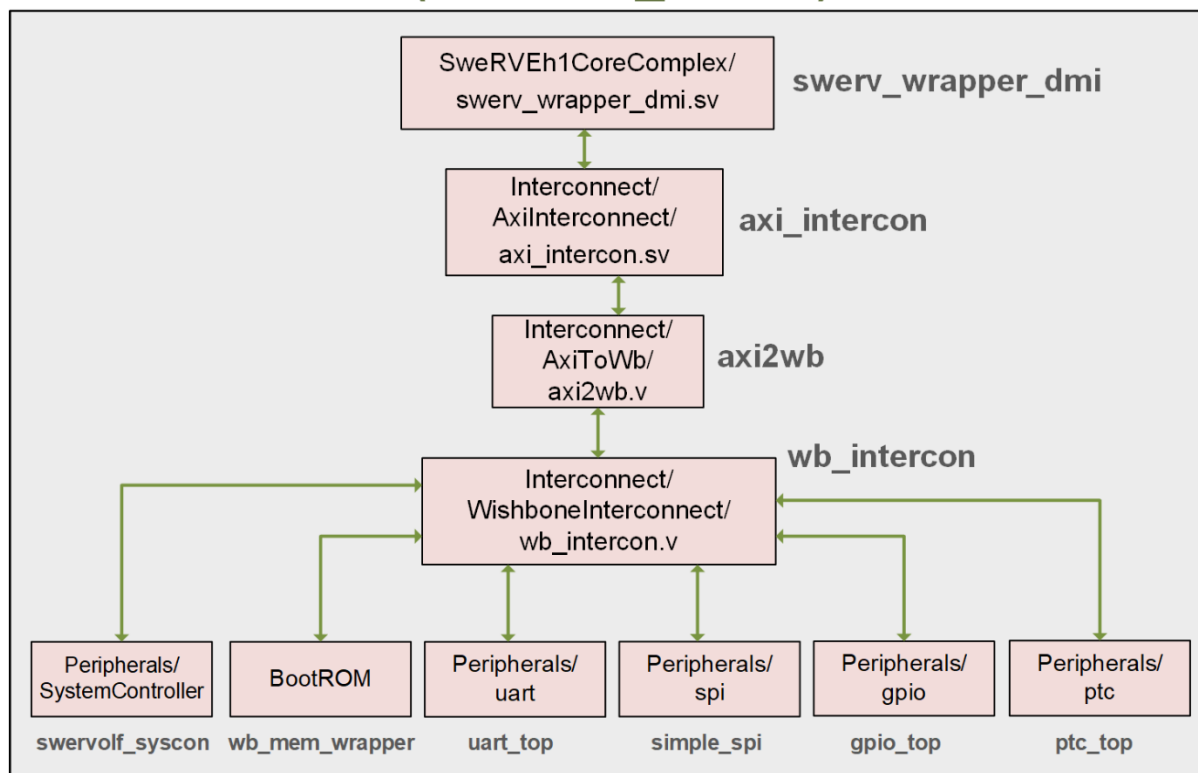 SweRVEh1CoreComplex/
swerv_wrapper_dmi.sv
swerv_wrapper_dmi
Interconnect/
AxiInterconnect/
axi_intercon.sv
axi_intercon
Interconnect/
AxiToWb/
axi2wb.v
axi2wb
wb_intercon
Interconnect/
WishboneInterconnect/
wb_intercon.v
Peripherals/
SystemController
BootROM
Peripherals/
uart
Peripherals/
spi
Peripherals/
gpio
Peripherals/
ptc
swervolf_syscon
wb_mem_wrapper
uart_top
simple_spi
gpio_top
ptc_top